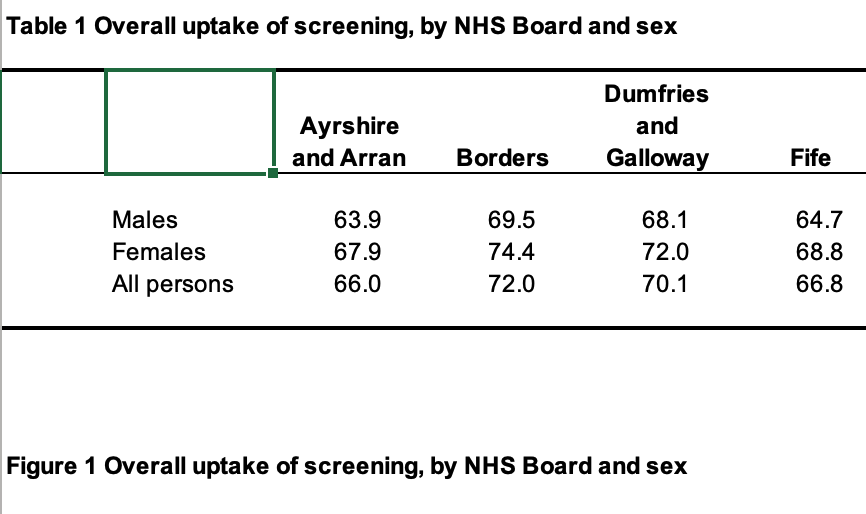 Table 1 Overall uptake of screening, by NHS Board and sex
Ayrshire and Arran Borders Dumfries and Galloway Fife
Males 63.9 69.5 68.1 64.7
Females 67.9 74.4 72.0 68.8
All persons 66.0 72.0 70.1 66.8
Figure 1 Overall uptake of screening, by NHS Board and sex